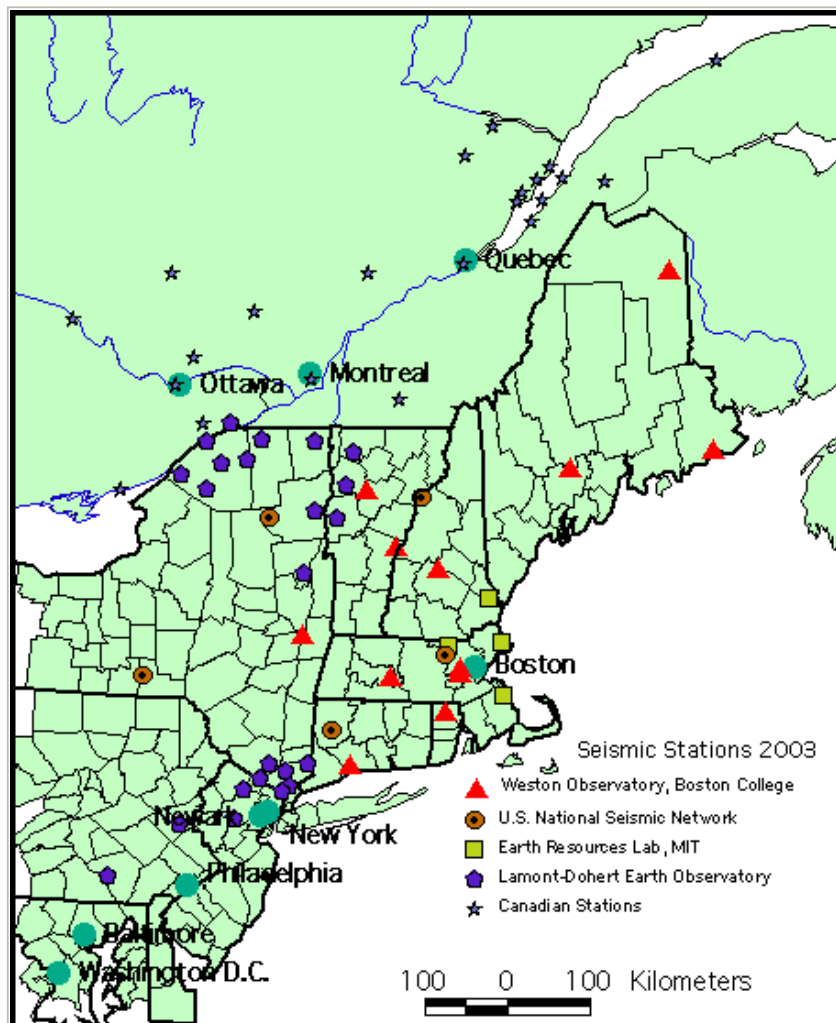 Quebec
Ottawa
Montreal
Boston
Seismic Stations 2003
Weston Observatory, Boston College
U.S. National Seismic Network
Earth Resources Lab, MIT
Lamont-Dohert Earth Observatory
Canadian Stations
Newark
New York
Philadelphia
Baltimore
Washington D.C.
100 0 100 Kilometers